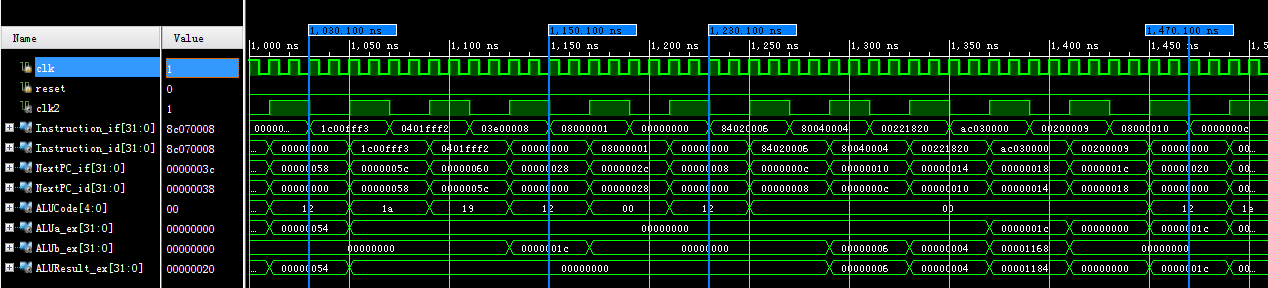 1,030.100 ns 1,150.100 ns 1,230.100 ns 1,470.100 ns
Name Value 1,000 ns 1,050 ns 1,100 ns 1,150 ns 1,200 ns 1,250 ns 1,300 ns 1,350 ns 1,400 ns 1,450 ns 1,5
clk 1
reset 0
clk2 1
Instruction_if[31:0] 8c070008 00000... 1c00fff3 0401fff2 03e00008 08000001 00000000 84020006 80040004 00221820 ac030000 00200009 08000010 0000000c
Instruction_id[31:0] 8c070008 ... 00000000 1c00fff3 0401fff2 00000000 08000001 00000000 84020006 80040004 00221820 ac030000 00200009 00000000 00...
NextPC_if[31:0] 0000003c ... 00000058 0000005c 00000060 00000028 0000002c 00000008 0000000c 00000010 00000014 00000018 0000001c 00000020 00...
NextPC_id[31:0] 00000038 ... 00000000 00000058 0000005c 00000000 00000028 00000000 00000008 0000000c 00000010 00000014 00000018 00000000 00...
ALUCode[4:0] 00 ... 12 1a 19 12 00 12 00 12 1e
ALUa_ex[31:0] 00000000 ... 00000054 00000000 0000001c 00000000 0000001c 00...
ALUb_ex[31:0] 00000000 00000000 0000001c 00000000 00000006 00000004 00001168 00000000
ALUResult_ex[31:0] 00000020 ... 00000054 00000000 00000006 00000004 00001184 00000000 0000001c 00...